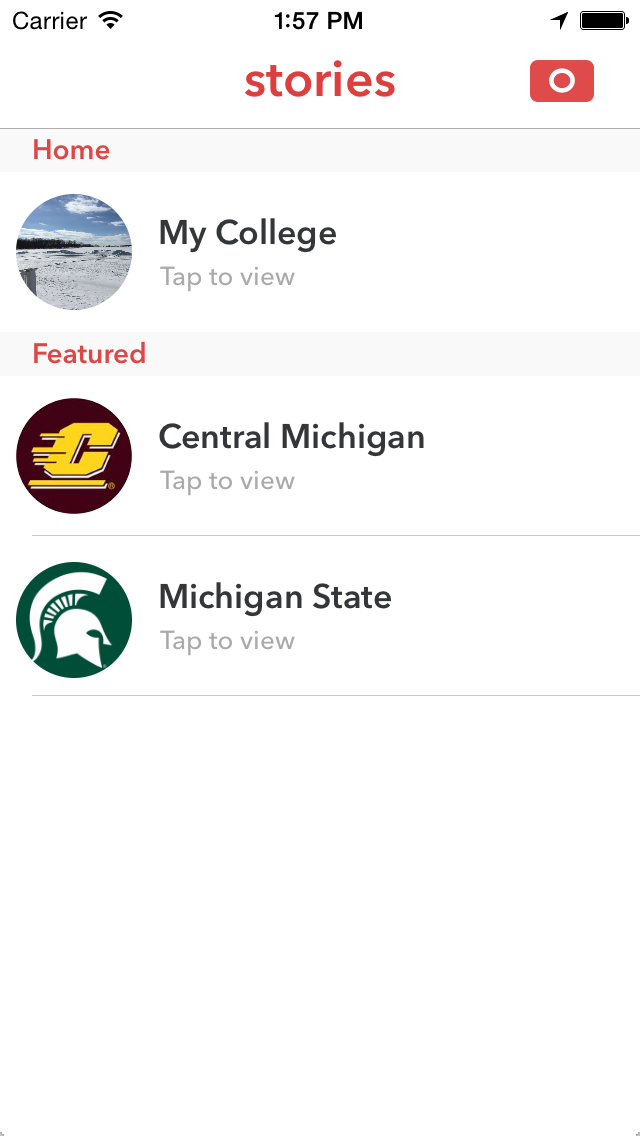 Carrier 1:57 PM
stories
Home
My College
Tap to view
Featured
C
®
Central Michigan
Tap to view
Michigan State
Tap to view